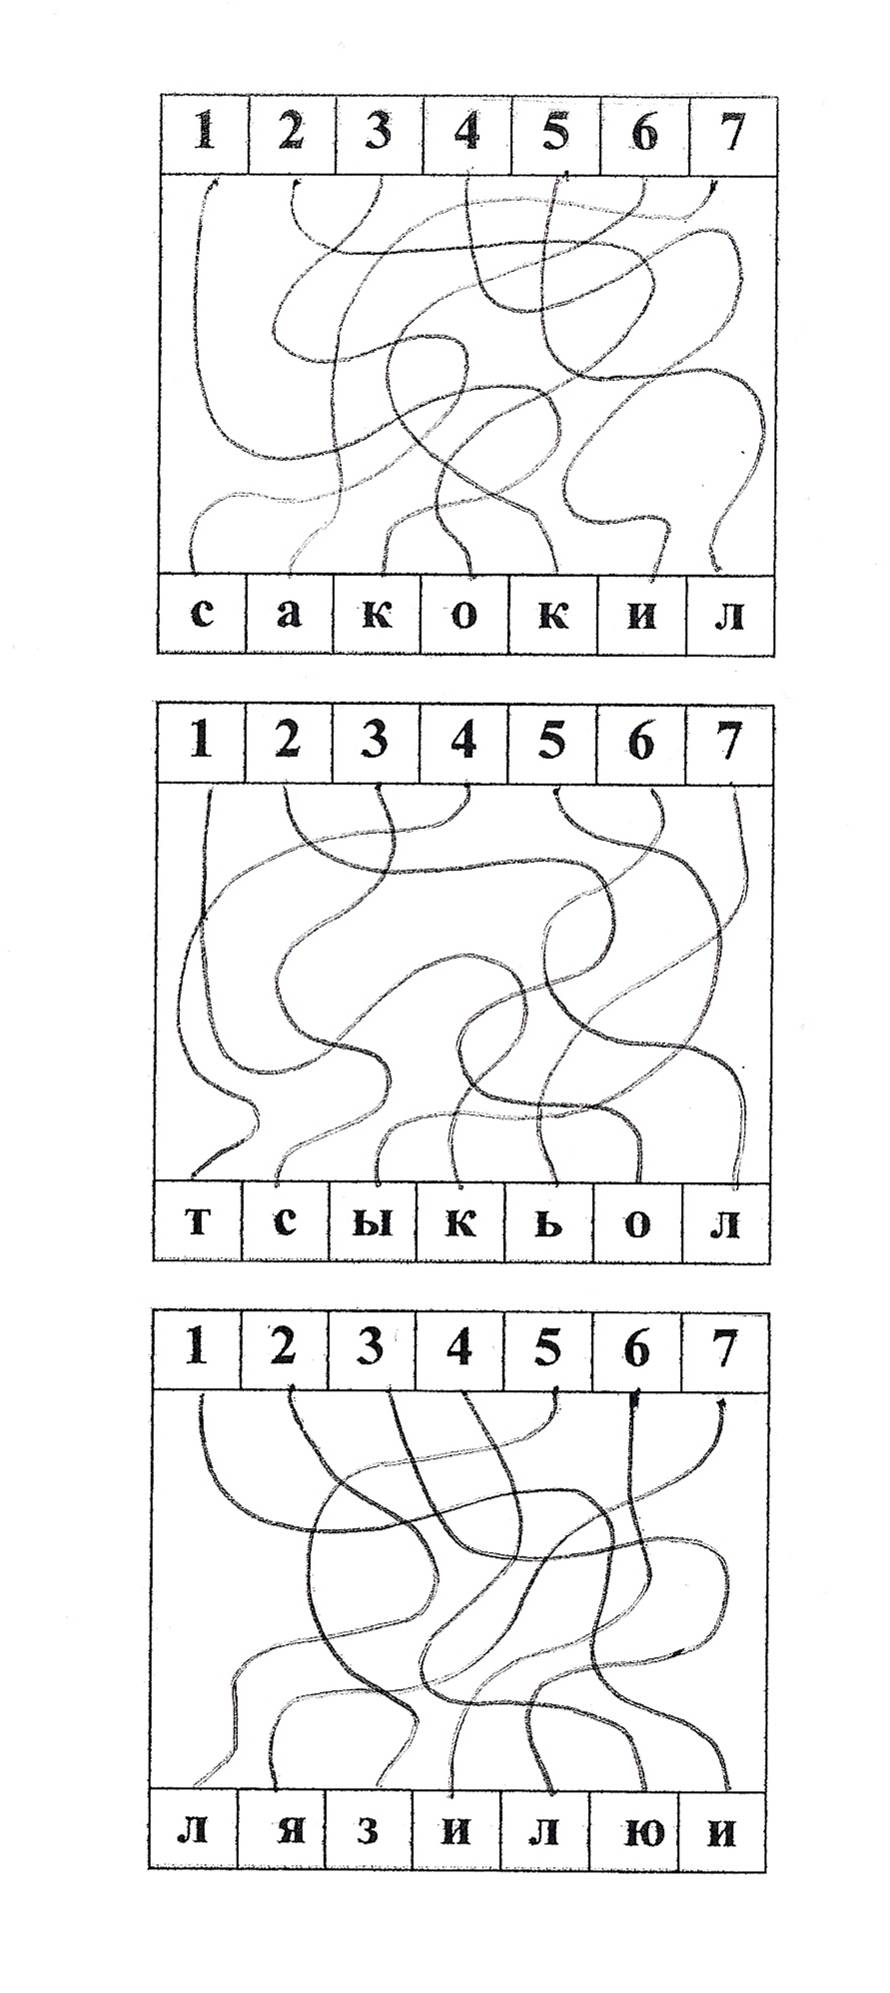 1 2 3 4 5 6 7
с а к о к и л
1 2 3 4 5 6 7
т с ы к ь о л
1 2 3 4 5 6 7
л я з и л ю и